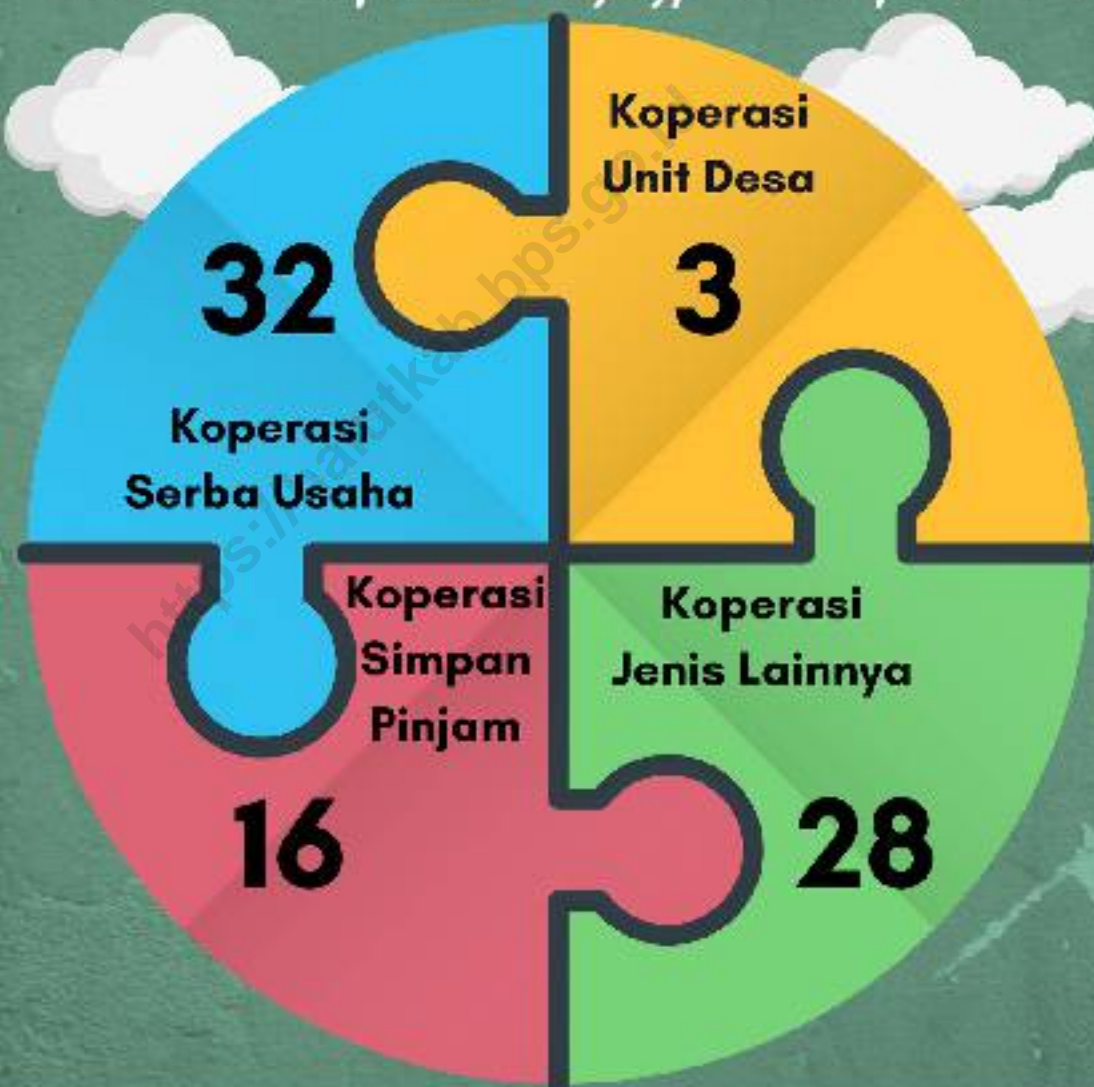 Koperasi
Unit Desa
3
32
Koperasi
Serba Usaha
Koperasi
Simpan
Pinjam
16
Koperasi
Jenis Lainnya
28